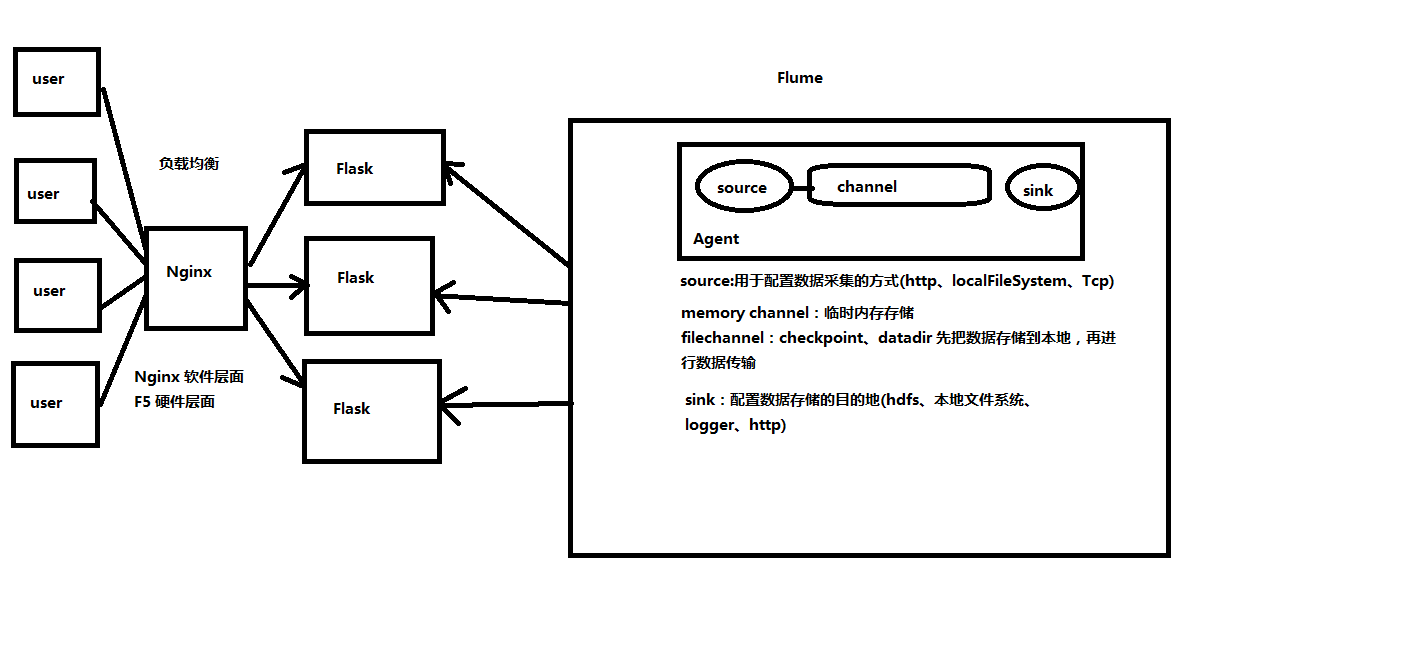 user
user
user
user
负载均衡
Nginx
Nginx 软件层面
F5 硬件层面
Flask
Flask
Flask
Flume
source
channel
sink
Agent
source:用于配置数据采集的方式(http、localFileSystem、Tcp)
memory channel：临时内存存储
filechannel：checkpoint、datadir 先把数据存储到本地，再进
行数据传输
sink：配置数据存储的目的地(hdfs、本地文件系统、
logger、http)